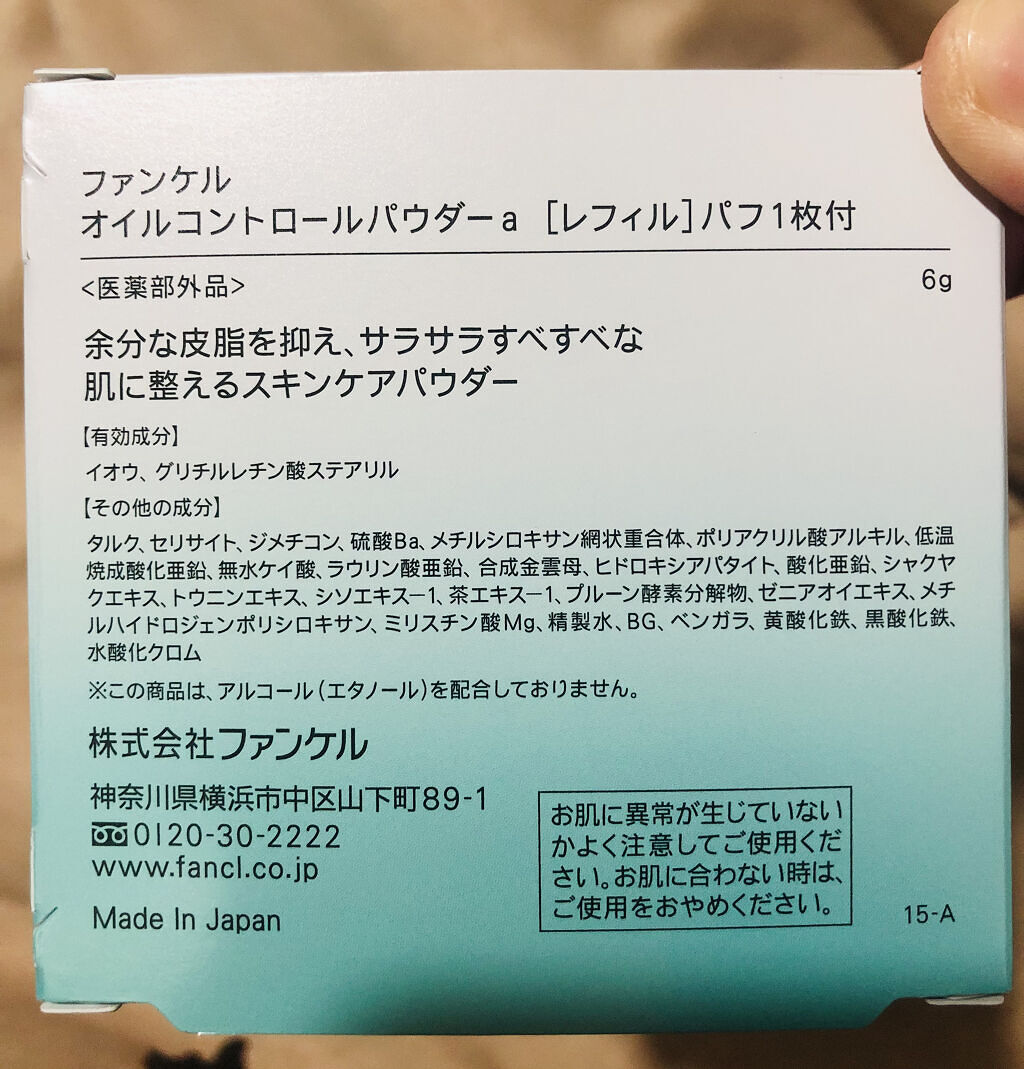 ファンケル
オイルコントロールパウダーa [レフィル]パフ1枚付
<医薬部外品>
6g
余分な皮脂を抑え、サラサラすべすべな
肌に整えるスキンケアパウダー
【有効成分】
イオウ、グリチルレチン酸ステアリル
【その他の成分】
タルク、セリサイト、ジメチコン、硫酸Ba、メチルシロキサン網状重合体、ポリアクリル酸アルキル、低温
焼成酸化亜鉛、無水ケイ酸、ラウリン酸亜鉛、合成金雲母、ヒドロキシアパタイト、酸化亜鉛、シャクヤ
クエキス、トウニンエキス、シソエキス-1、茶エキス-1、プルーン酵素分解物、ゼニアオイエキス、メチ
ルハイドロジェンポリシロキサン、ミリスチン酸Mg、精製水、BG、ベンガラ、黄酸化鉄、黒酸化鉄、
水酸化クロム
※この商品は、アルコール(エタノール)を配合しておりません。
株式会社ファンケル
神奈川県横浜市中区山下町89-1
0120-30-2222
www.fancl.co.jp
Made In Japan
お肌に異常が生じていない
かよく注意してご使用くだ
さい。お肌に合わない時は、
ご使用をおやめください。
15-A